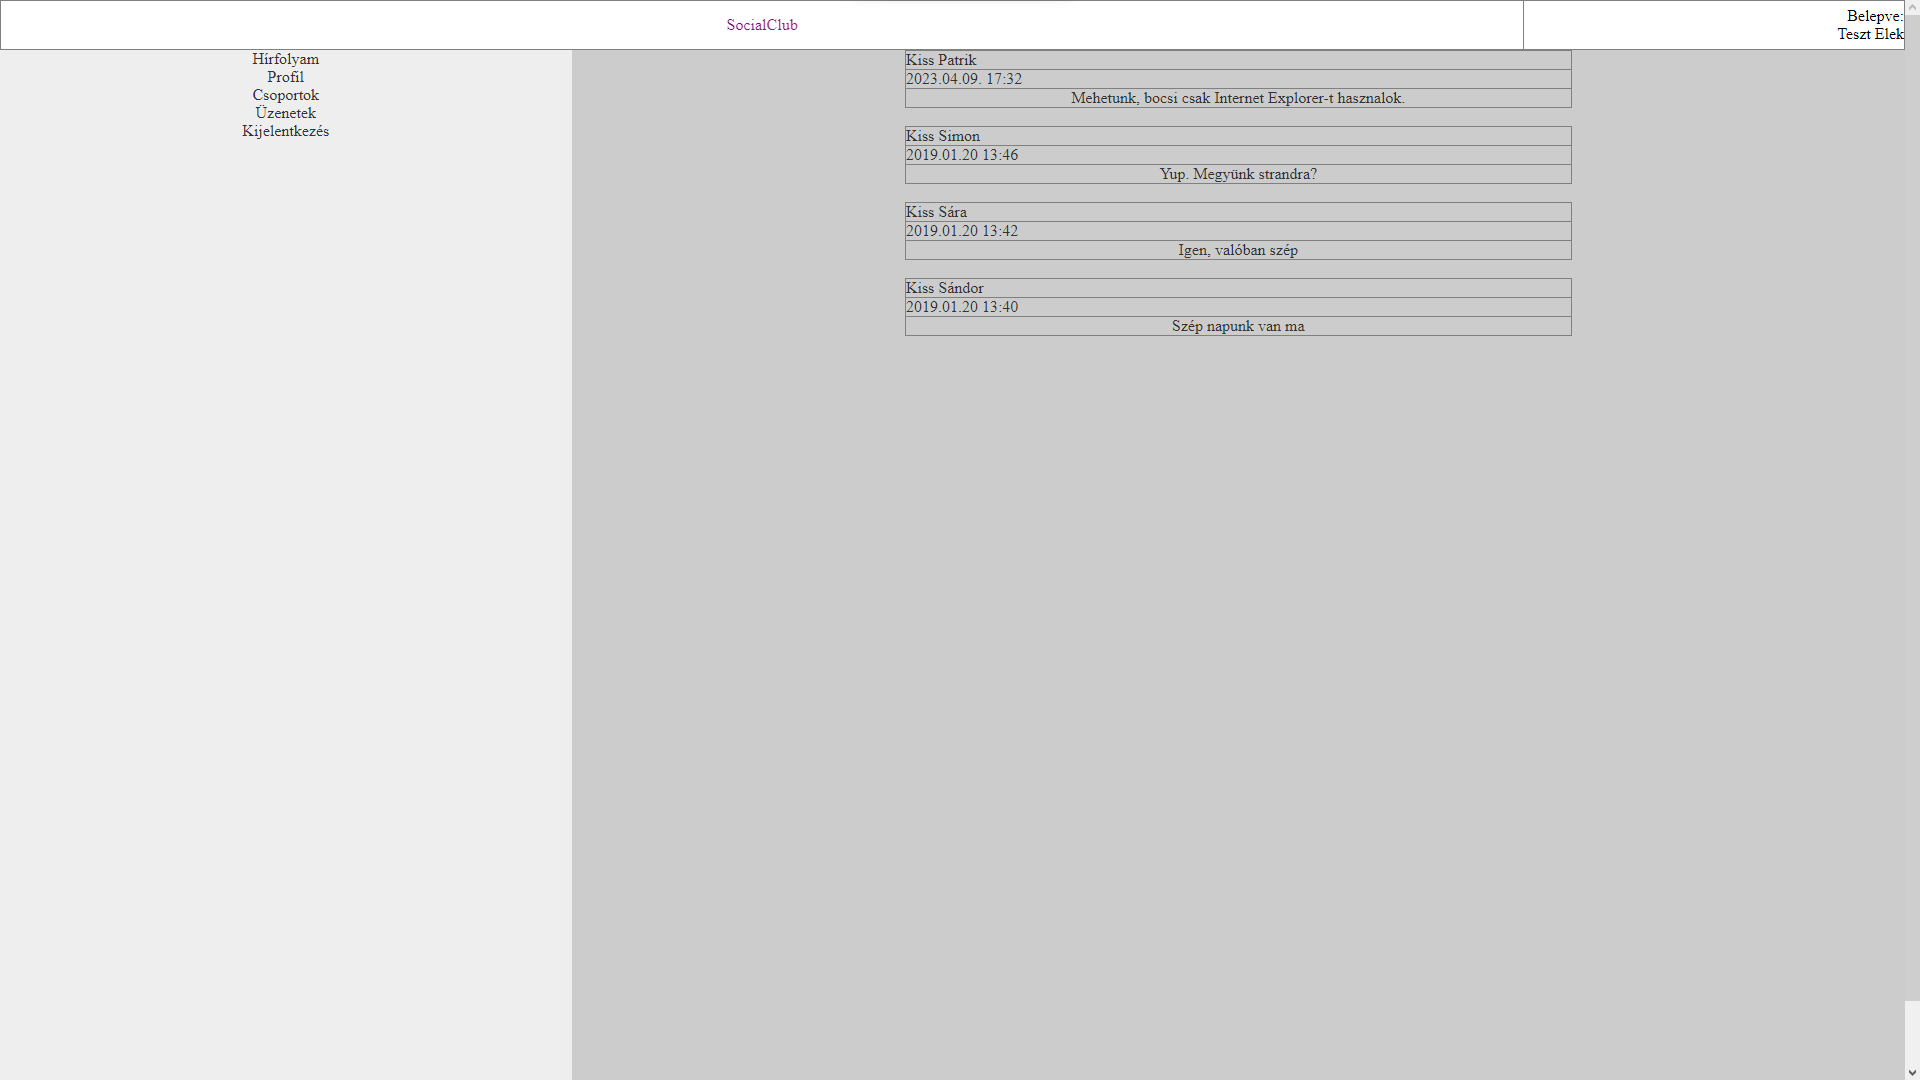 SocialClub
Belepve:
Teszt Elek
Hírfolyam
Profil
Csoportok
Üzenetek
Kijelentkezés
Kiss Patrik
2023.04.09. 17:32
Mehetunk, bocsi csak Internet Explorer-t hasznalok.
Kiss Simon
2019.01.20 13:46
Yup. Megyünk strandra?
Kiss Sára
2019.01.20 13:42
Igen, valóban szép
Kiss Sándor
2019.01.20 13:40
Szép napunk van ma